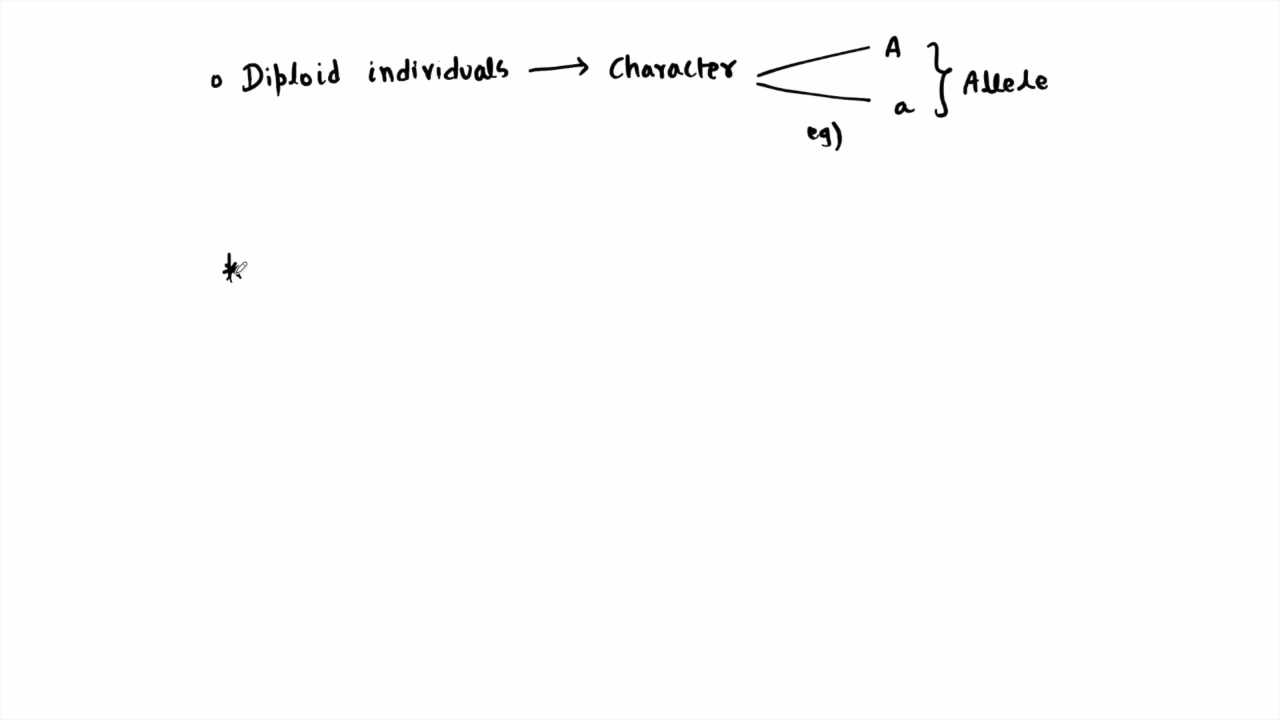 o Diploid individuals → Character A
a } Allele
eg)
*